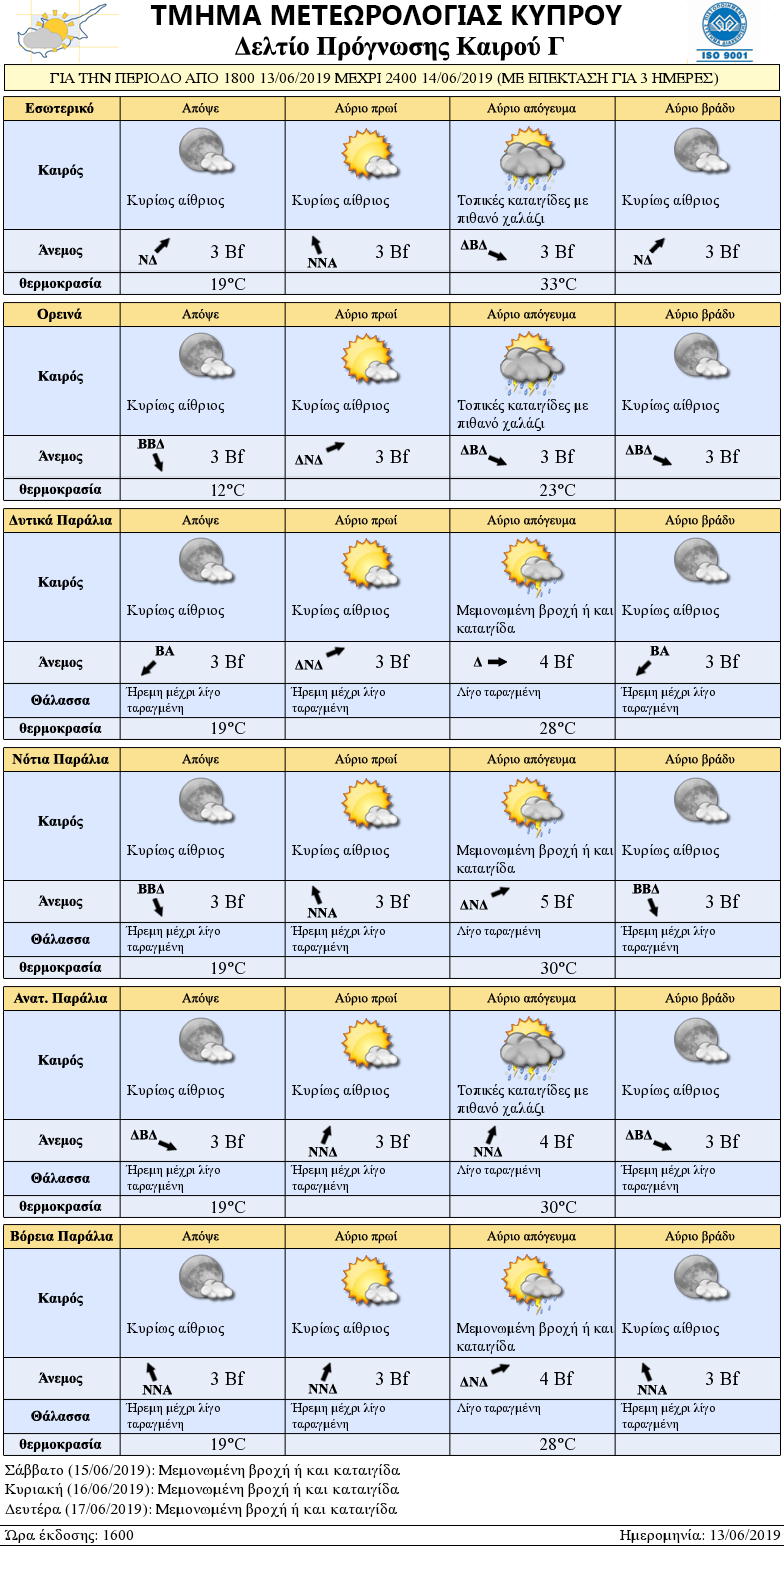 ΤΜΗΜΑ ΜΕΤΕΩΡΟΛΟΓΙΑΣ ΚΥΠΡΟΥ
Δελτίο Πρόγνωσης Καιρού Γ
ISO 9001
ΓΙΑ ΤΗΝ ΠΕΡΙΟΔΟ ΑΠΟ 1800 13/06/2019 ΜΕΧΡΙ 2400 14/06/2019 (ΜΕ ΕΠΕΚΤΑΣΗ ΓΙΑ 3 ΗΜΕΡΕΣ)
Εσωτερικό Απόψε Αύριο πρωί Αύριο απόγευμα Αύριο βράδυ
Καιρός
Κυρίως αίθριος Κυρίως αίθριος Τοπικές καταιγίδες με Κυρίως αίθριος
πιθανό χαλάζι
Άνεμος ΝΔ 3 Bf ΝΝΑ 3 Bf ΔΒΔ 3 Bf ΝΔ 3 Bf
θερμοκρασία 19°C 33°C
Ορεινά Απόψε Αύριο πρωί Αύριο απόγευμα Αύριο βράδυ
Καιρός
Κυρίως αίθριος Κυρίως αίθριος Τοπικές καταιγίδες με Κυρίως αίθριος
πιθανό χαλάζι
Άνεμος ΒΒΔ 3 Bf ΔΝΔ 3 Bf ΔΒΔ 3 Bf ΔΒΔ 3 Bf
θερμοκρασία 12°C 23°C
Δυτικά Παράλια Απόψε Αύριο πρωί Αύριο απόγευμα Αύριο βράδυ
Καιρός
Κυρίως αίθριος Κυρίως αίθριος Μεμονωμένη βροχή ή και Κυρίως αίθριος
καταιγίδα
Άνεμος ΒΑ 3 Bf ΔΝΔ 3 Bf Δ 4 Bf ΒΑ 3 Bf
Θάλασσα Ήρεμη μέχρι λίγο Ήρεμη μέχρι λίγο Λίγο ταραγμένη Ήρεμη μέχρι λίγο
ταραγμένη ταραγμένη ταραγμένη
θερμοκρασία 19°C 28°C
Νότια Παράλια Απόψε Αύριο πρωί Αύριο απόγευμα Αύριο βράδυ
Καιρός
Κυρίως αίθριος Κυρίως αίθριος Μεμονωμένη βροχή ή και Κυρίως αίθριος
καταιγίδα
Άνεμος ΒΒΔ 3 Bf ΝΝΑ 3 Bf ΔΝΔ 5 Bf ΒΒΔ 3 Bf
Θάλασσα Ήρεμη μέχρι λίγο Ήρεμη μέχρι λίγο Λίγο ταραγμένη Ήρεμη μέχρι λίγο
ταραγμένη ταραγμένη ταραγμένη
θερμοκρασία 19°C 30°C
Ανατ. Παράλια Απόψε Αύριο πρωί Αύριο απόγευμα Αύριο βράδυ
Καιρός
Κυρίως αίθριος Κυρίως αίθριος Τοπικές καταιγίδες με Κυρίως αίθριος
πιθανό χαλάζι
Άνεμος ΔΒΔ 3 Bf ΝΝΔ 3 Bf ΝΝΔ 4 Bf ΔΒΔ 3 Bf
Θάλασσα Ήρεμη μέχρι λίγο Ήρεμη μέχρι λίγο Λίγο ταραγμένη Ήρεμη μέχρι λίγο
ταραγμένη ταραγμένη ταραγμένη
θερμοκρασία 19°C 30°C
Βόρεια Παράλια Απόψε Αύριο πρωί Αύριο απόγευμα Αύριο βράδυ
Καιρός
Κυρίως αίθριος Κυρίως αίθριος Μεμονωμένη βροχή ή και Κυρίως αίθριος
καταιγίδα
Άνεμος ΝΝΑ 3 Bf ΝΝΔ 3 Bf ΔΝΔ 4 Bf ΝΝΑ 3 Bf
Θάλασσα Ήρεμη μέχρι λίγο Ήρεμη μέχρι λίγο Λίγο ταραγμένη Ήρεμη μέχρι λίγο
ταραγμένη ταραγμένη ταραγμένη
θερμοκρασία 19°C 28°C
Σάββατο (15/06/2019): Μεμονωμένη βροχή ή και καταιγίδα
Κυριακή (16/06/2019): Μεμονωμένη βροχή ή και καταιγίδα
Δευτέρα (17/06/2019): Μεμονωμένη βροχή ή και καταιγίδα
Ώρα έκδοσης: 1600 Ημερομηνία: 13/06/2019